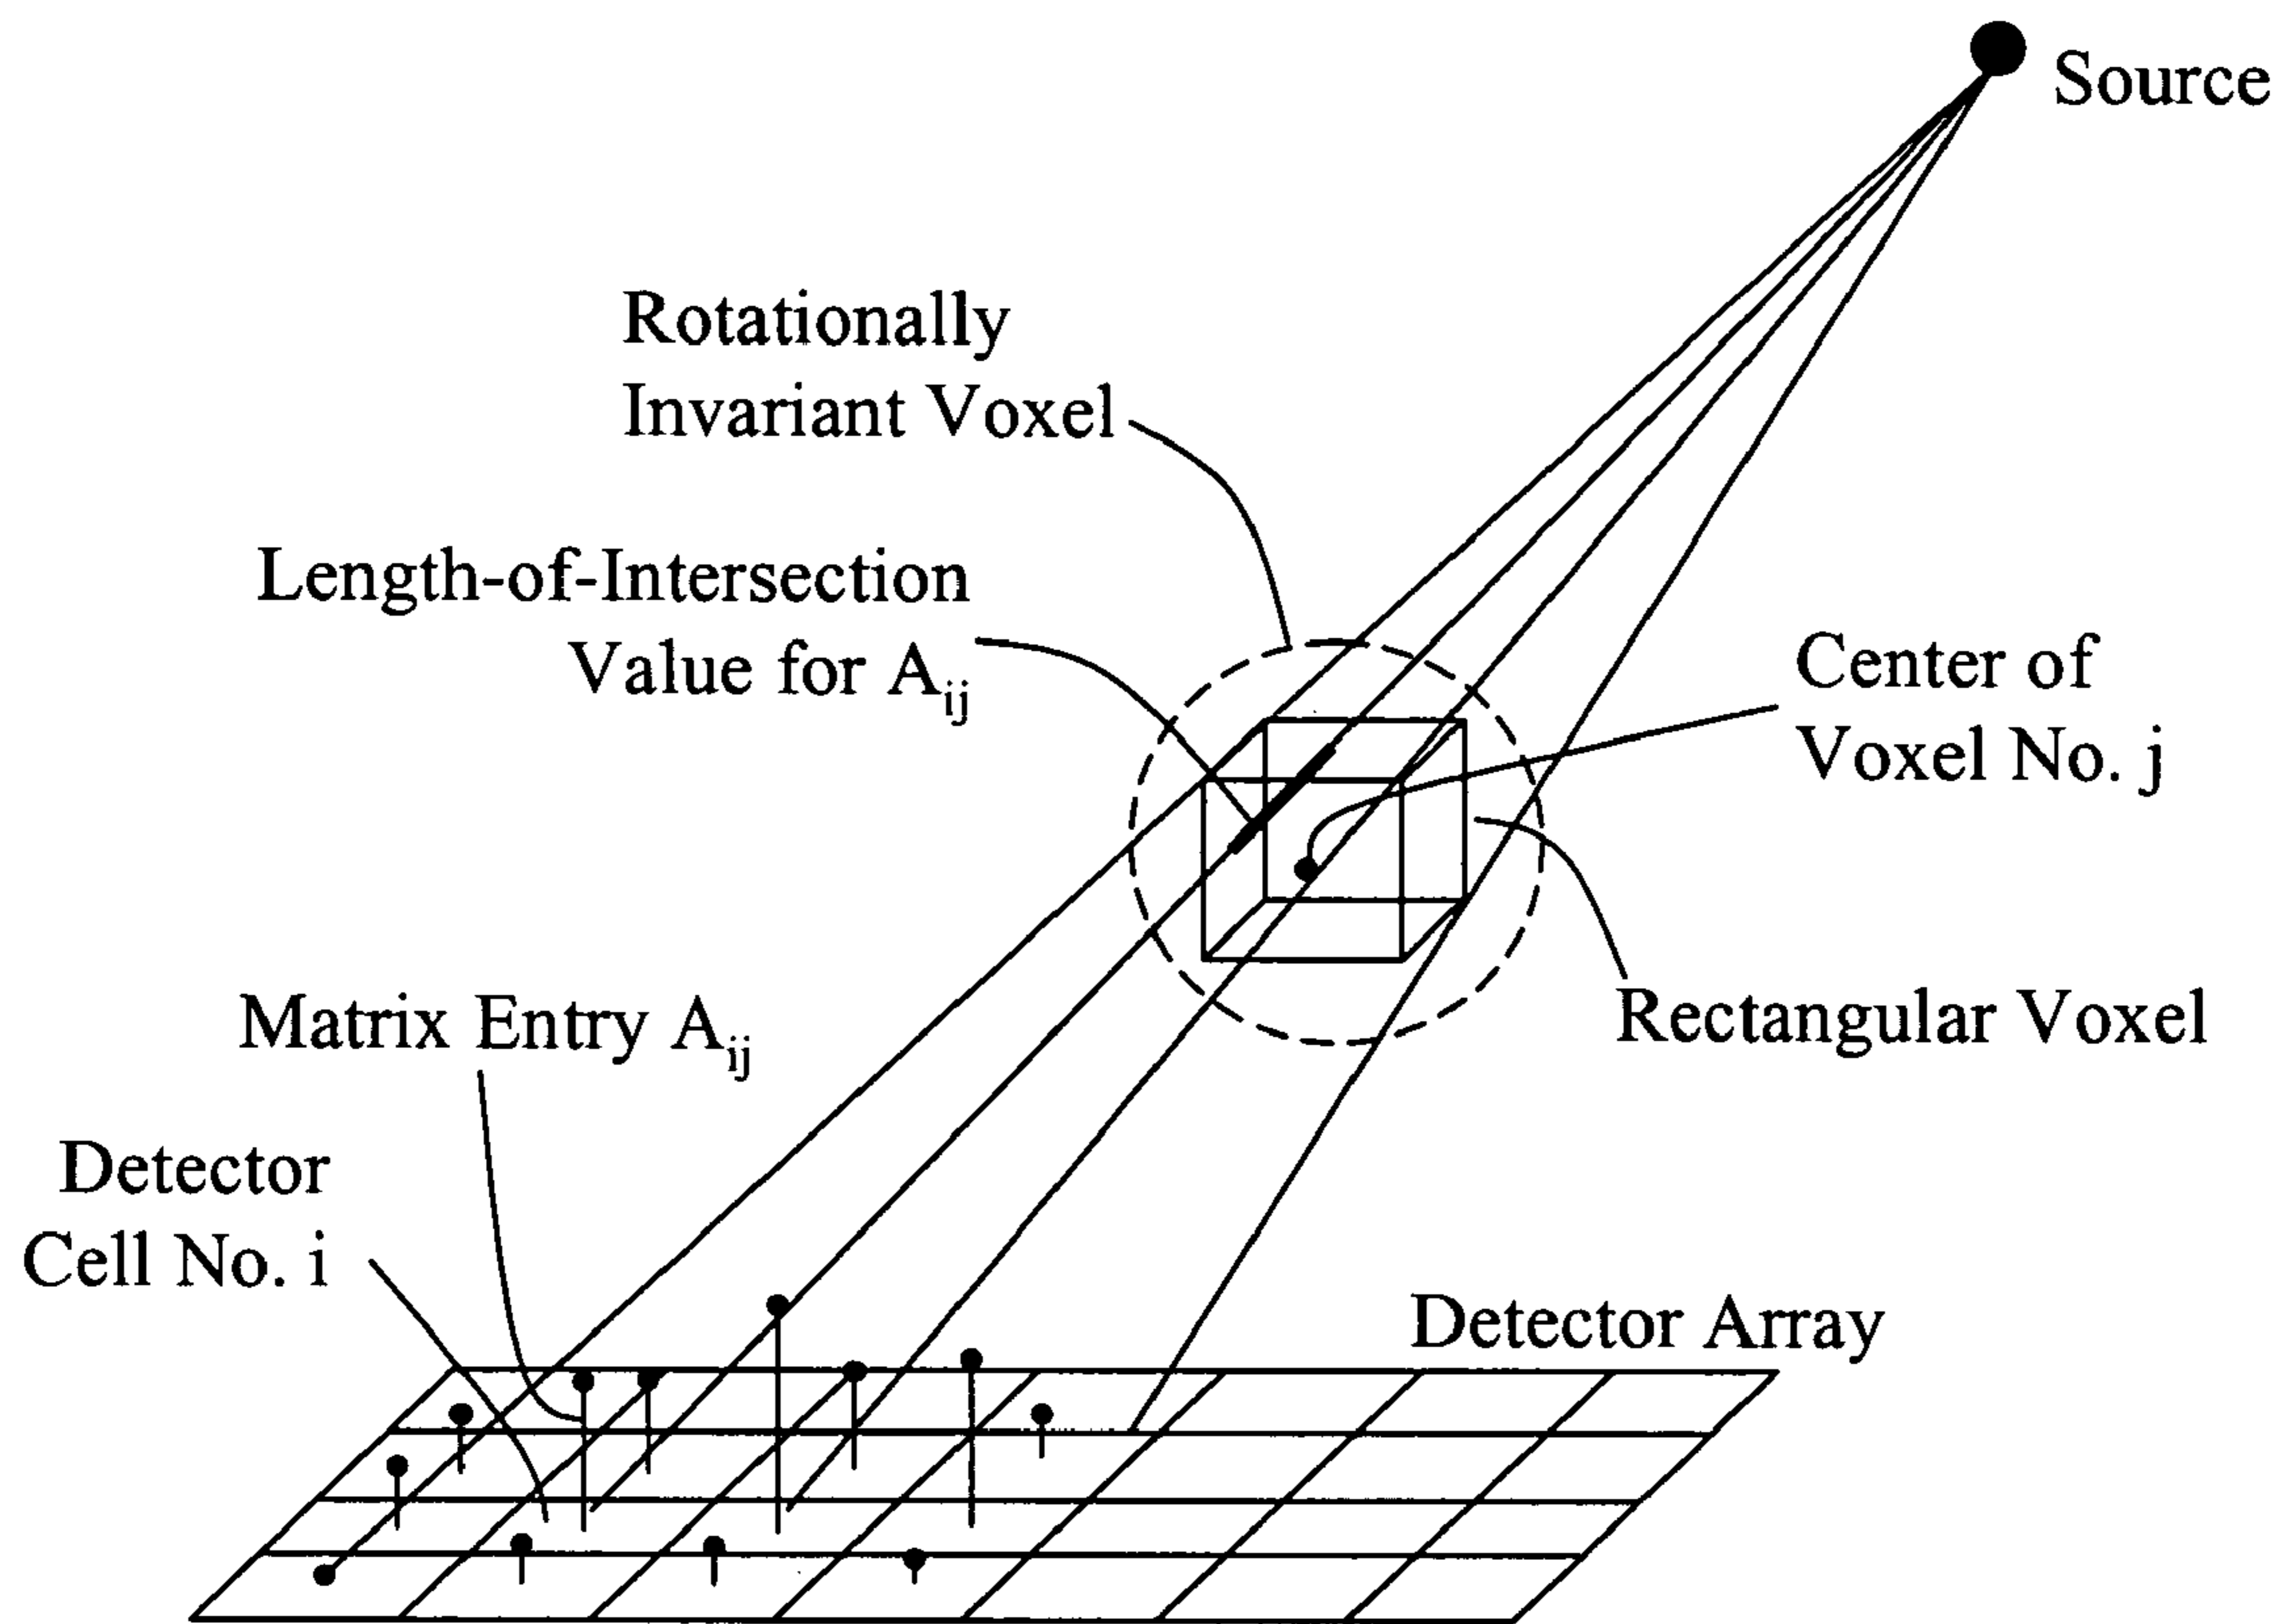 Source
Rotationally
Invariant Voxel
Length-of-Intersection
Value for Aij
Center of
Voxel No. j
Rectangular Voxel
Matrix Entry Aij
Detector
Cell No. i
Detector Array